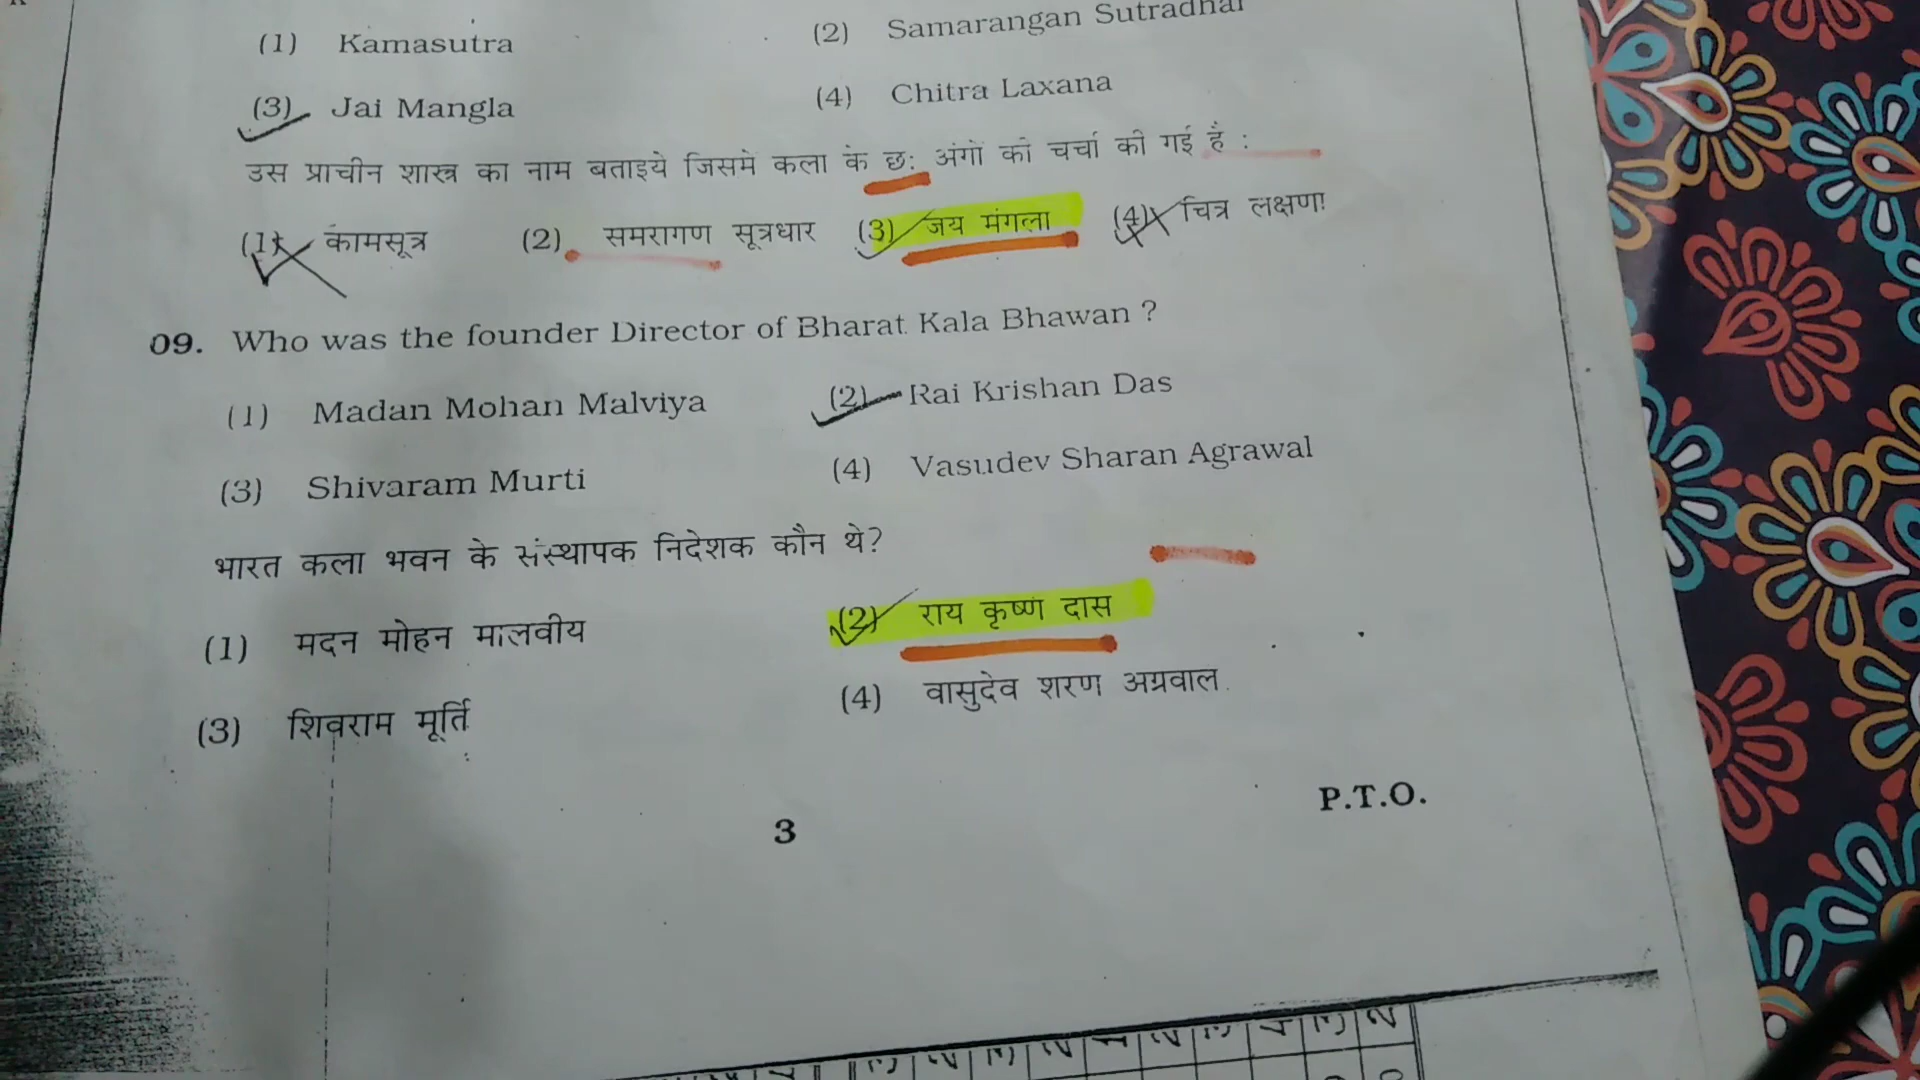 (1) Kamasutra (2) Samarangan Sutradhar
(3) Jai Mangla (4) Chitra Laxana
उस प्राचीन शास्त्र का नाम बताइये जिसमें कला के छः अंगों की चर्चा की गई है :
(1) कामसूत्र (2) समरागण सूत्रधार (3) जय मंगला (4) चित्र लक्षणा
09. Who was the founder Director of Bharat Kala Bhawan ?
(1) Madan Mohan Malviya (2) Rai Krishan Das
(3) Shivaram Murti (4) Vasudev Sharan Agrawal
भारत कला भवन के संस्थापक निदेशक कौन थे?
(1) मदन मोहन मालवीय (2) राय कृष्ण दास
(3) शिवराम मूर्ति (4) वासुदेव शरण अग्रवाल
3
P.T.O.